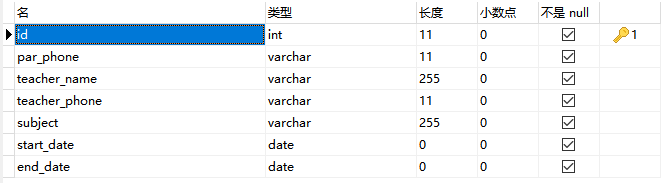 名 类型 长度 小数点 不是 null
id int 11 0 1
par_phone varchar 11 0
teacher_name varchar 255 0
teacher_phone varchar 11 0
subject varchar 255 0
start_date date 0 0
end_date date 0 0